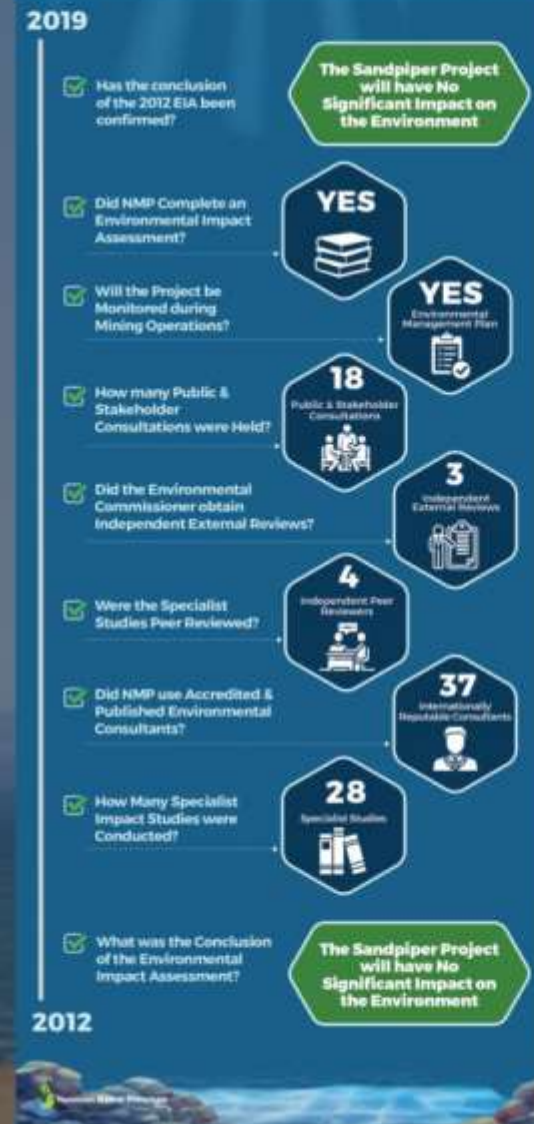 2019
Has the conclusion
of the 2012 EIA been
confirmed?
The Sandpiper Project
will have No
Significant Impact on
the Environment
Did NMP Complete an
Environmental Impact
Assessment?
YES
Will the Project be
Monitored during
Mining Operations?
YES
Environmental
Management Plan
How many Public &
Stakeholder
Consultations were Held?
18
Public & Stakeholder
Consultations
Did the Environmental
Commissioner obtain
Independent External Reviews?
3
Independent
External Reviews
Were the Specialist
Studies Peer Reviewed?
4
Independent Peer
Reviewers
Did NMP use Accredited &
Published Environmental
Consultants?
37
Internationally
Reputable Consultants
How Many Specialist
Impact Studies were
Conducted?
28
Specialist Studies
What was the Conclusion
of the Environmental
Impact Assessment?
The Sandpiper Project
will have No
Significant Impact on
the Environment
2012